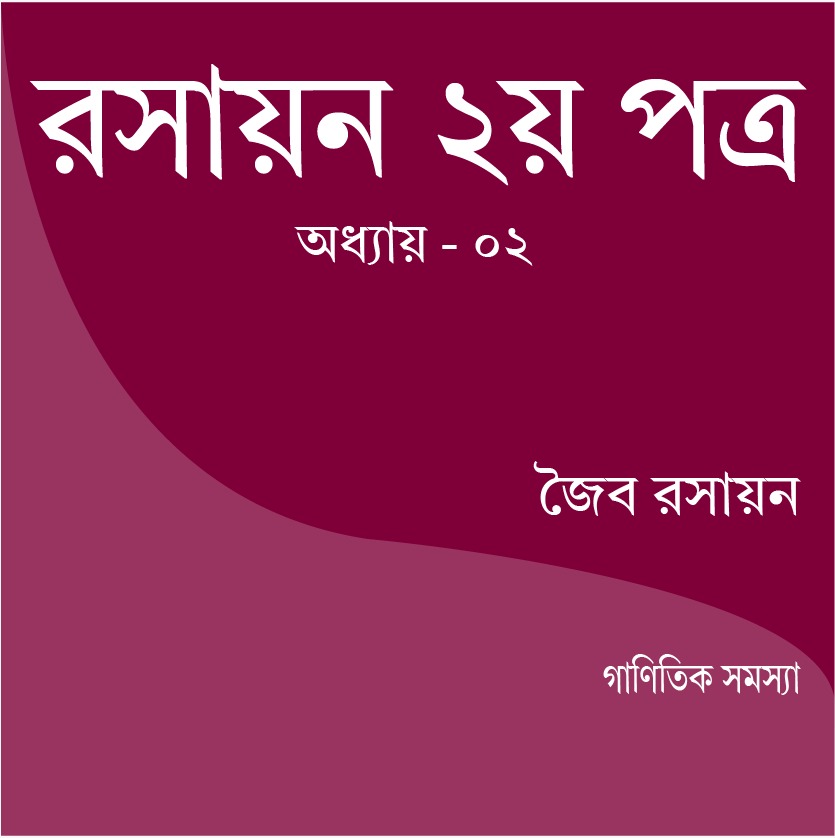 রসায়ন ২য় পত্র
অধ্যায় - ০২
জৈব রসায়ন
গাণিতিক সমস্যা